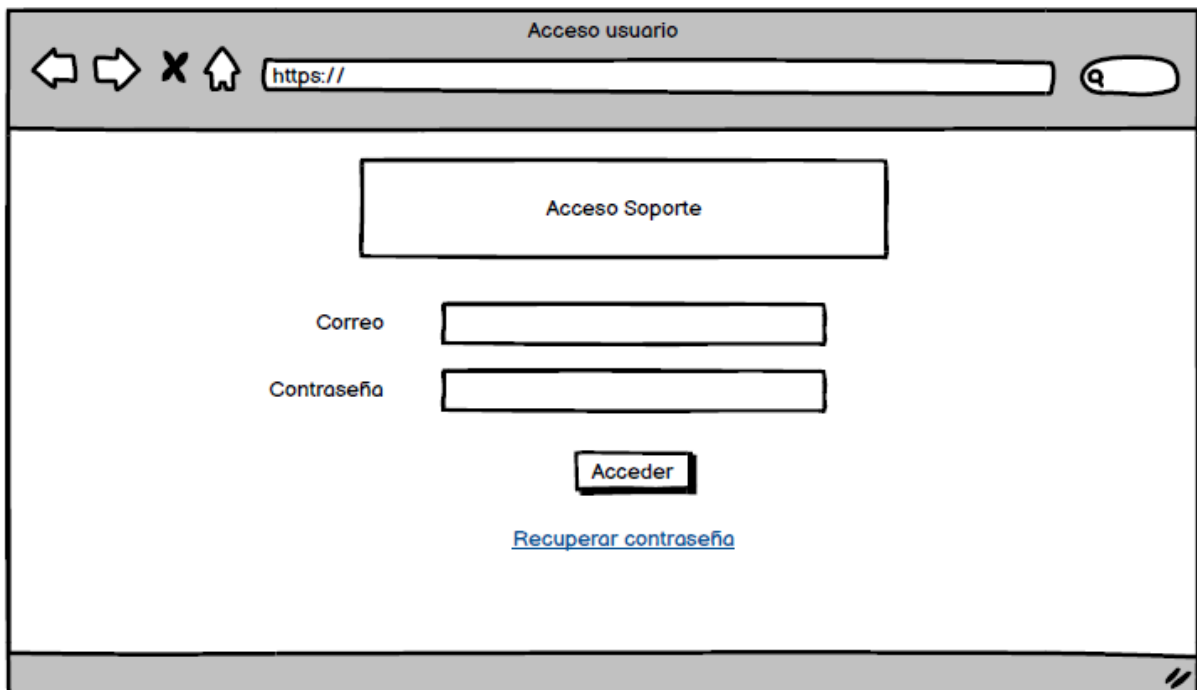 Acceso usuario
https://
Acceso Soporte
Correo
Contraseña
Acceder
Recuperar contraseña